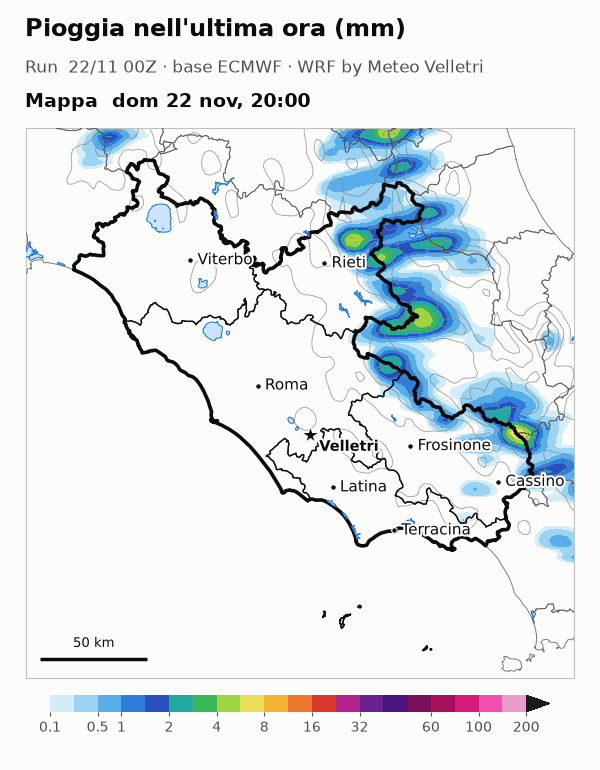 Pioggia nell'ultima ora (mm)
Run  22/11 00Z · base ECMWF · WRF by Meteo Velletri
Mappa  dom 22 nov, 20:00
Viterbo
Rieti
Roma
Velletri
Frosinone
Latina
Cassino
Terracina
50 km
0.1 0.5 1 2 4 8 16 32 60 100 200